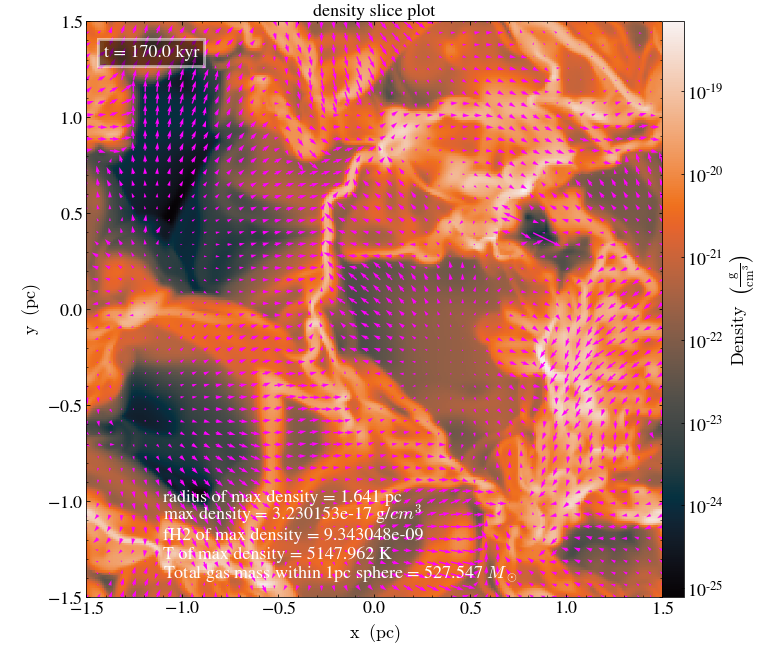 density slice plot
t = 170.0 kyr
1.5
1.0
0.5
0.0
−0.5
−1.0
−1.5
y (pc)
radius of max density = 1.641 pc
max density = 3.230153e-17 g/cm³
fH2 of max density = 9.343048e-09
T of max density = 5147.962 K
Total gas mass within 1pc sphere = 527.547 M⊙
−1.5 −1.0 −0.5 0.0 0.5 1.0 1.5
x (pc)
10⁻¹⁹
10⁻²⁰
10⁻²¹
10⁻²²
10⁻²³
10⁻²⁴
10⁻²⁵
Density (g/cm³)